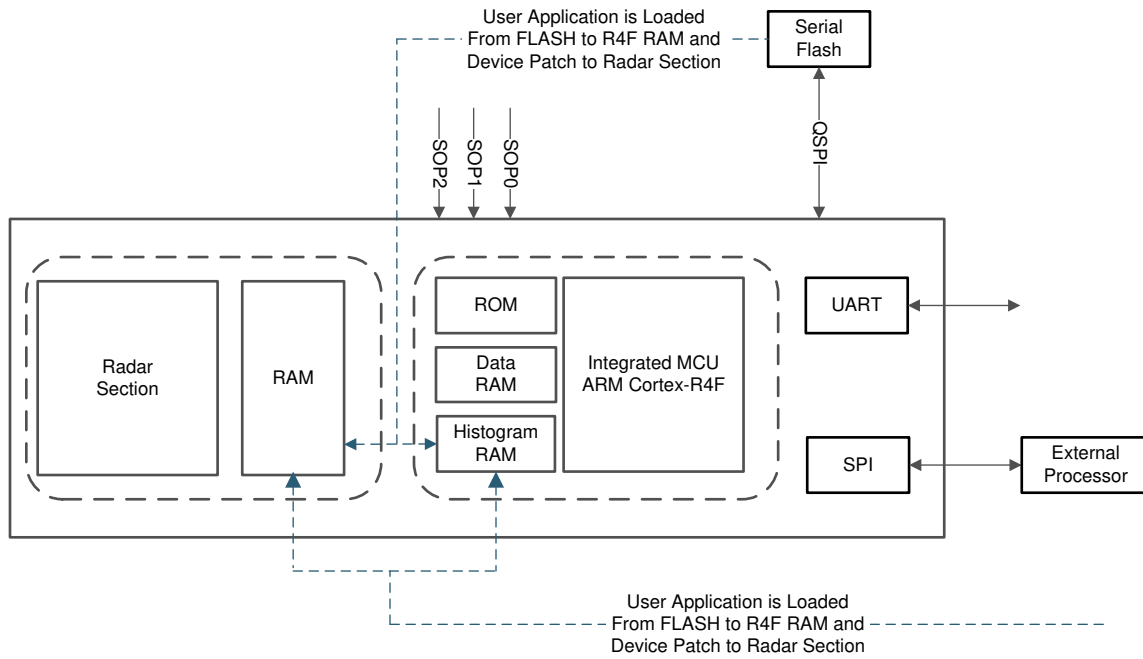 User Application is Loaded
From FLASH to R4F RAM and
Device Patch to Radar Section
Serial
Flash
SOP2
SOP1
SOP0
QSPI
Radar
Section
RAM
ROM
Data
RAM
Histogram
RAM
Integrated MCU
ARM Cortex-R4F
UART
SPI
External
Processor
User Application is Loaded
From FLASH to R4F RAM and
Device Patch to Radar Section